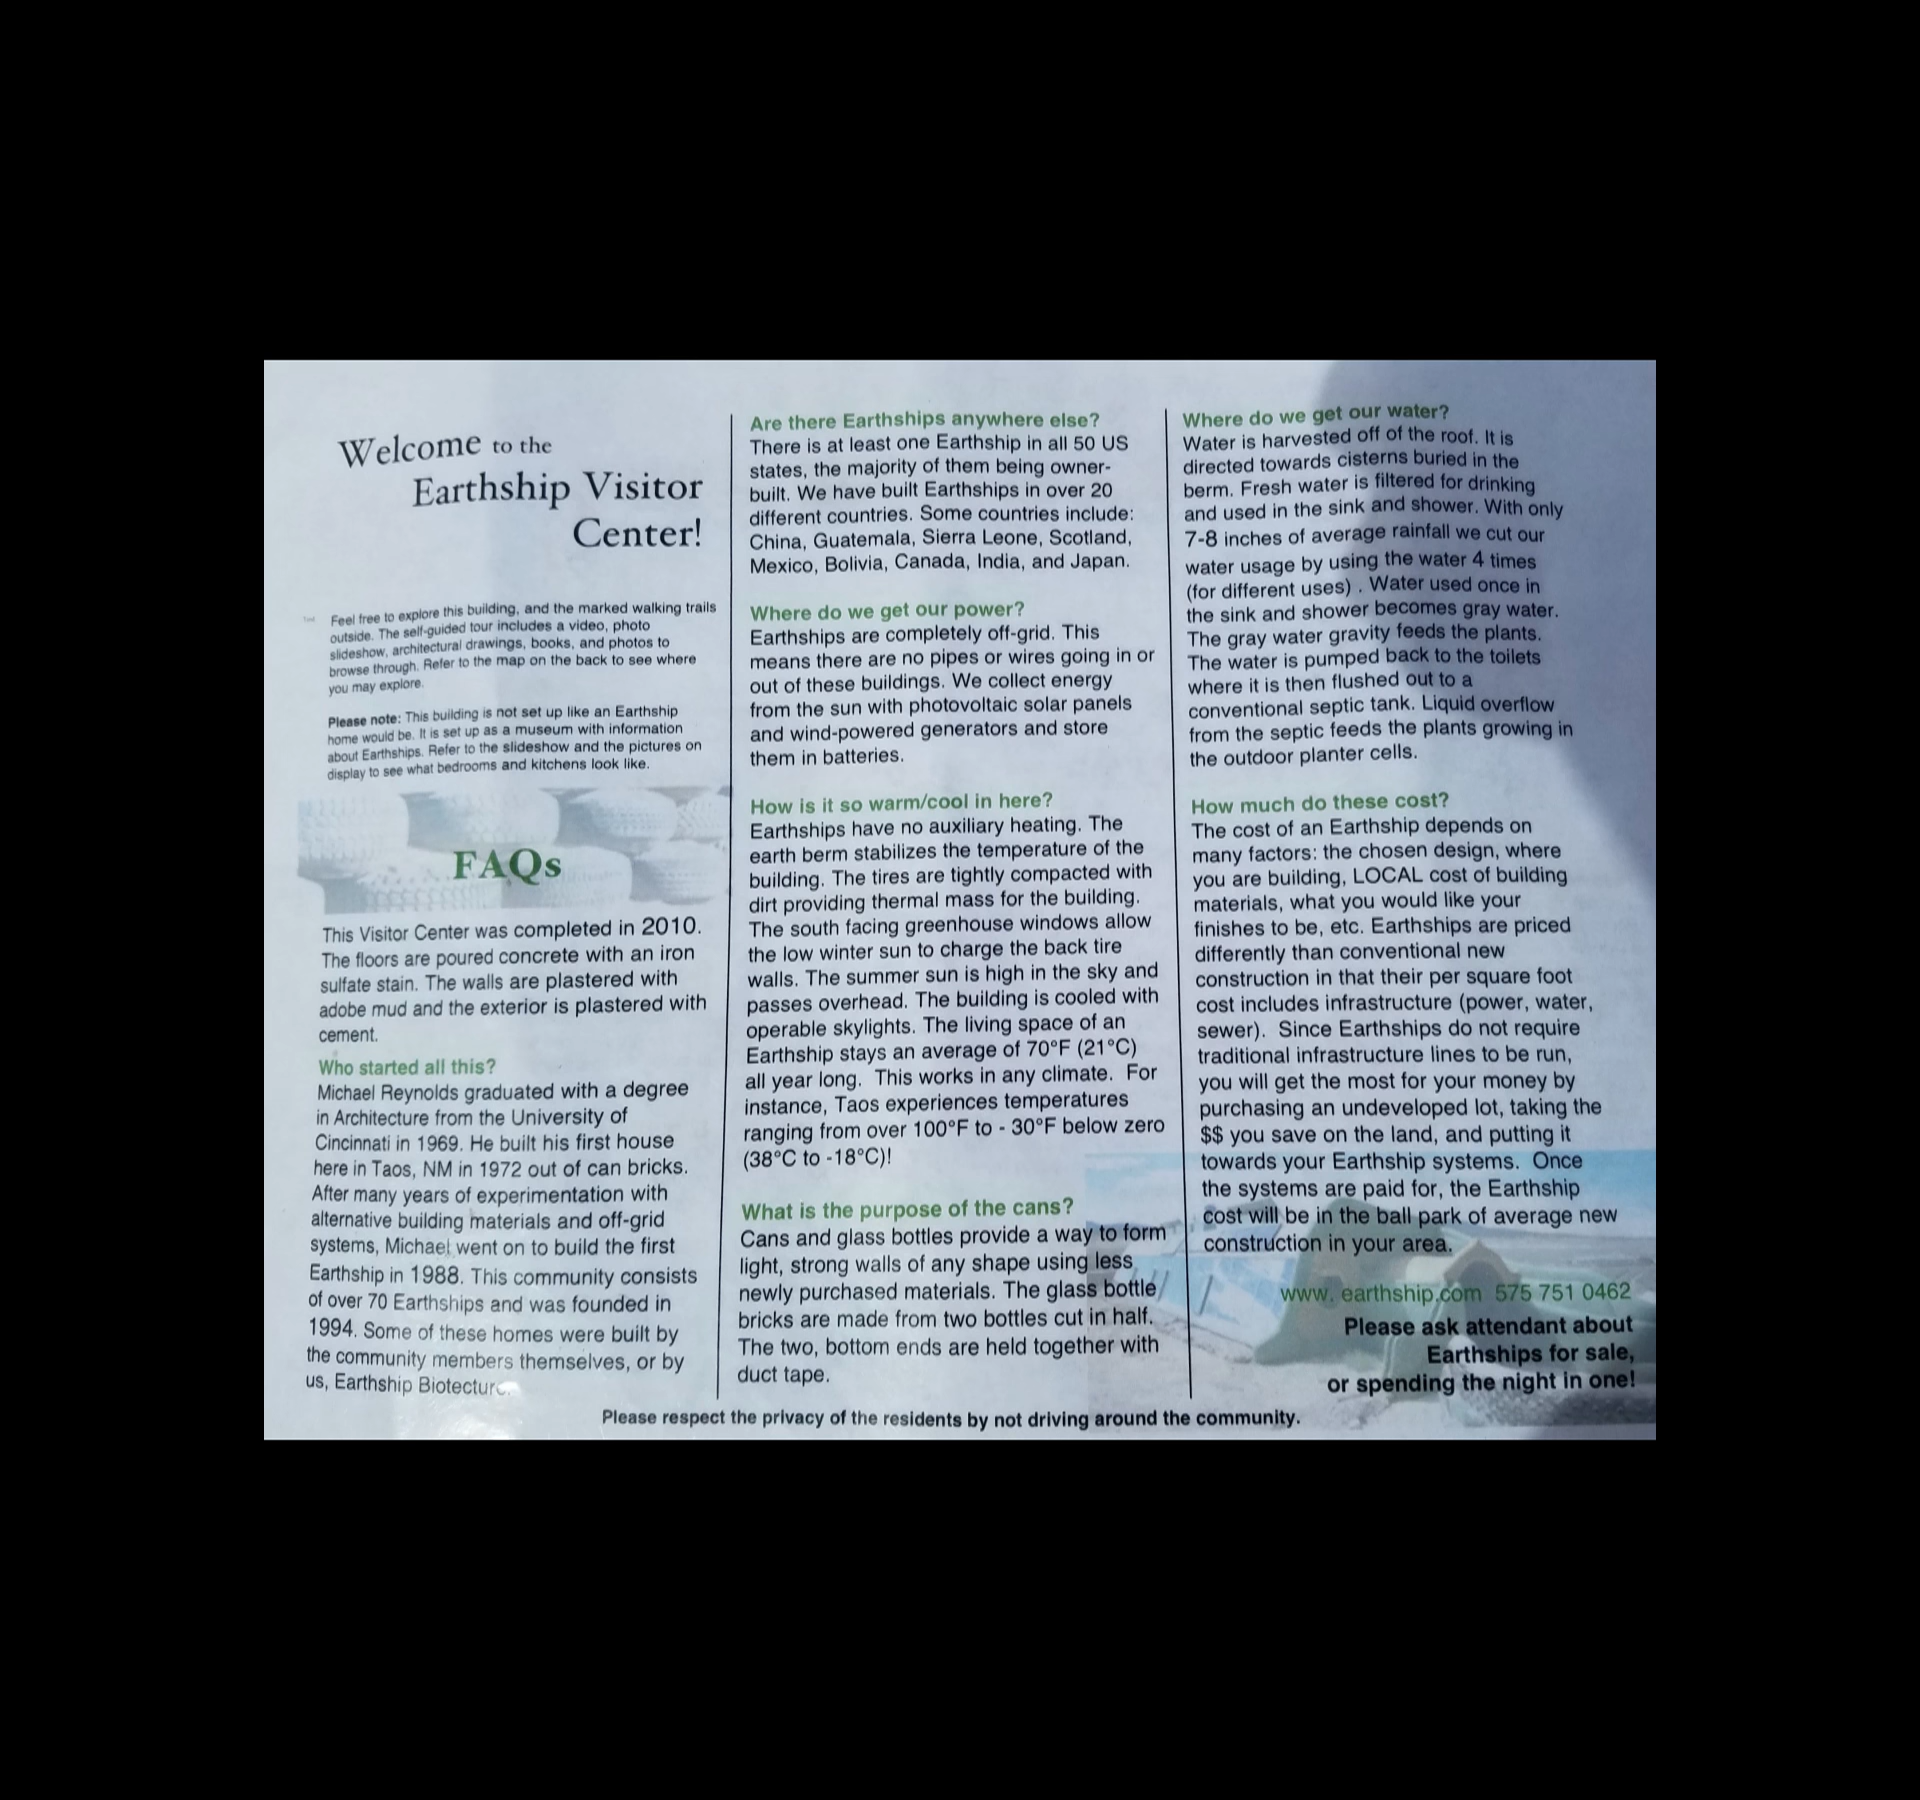 Welcome to the
Earthship Visitor
Center!
Feel free to explore this building, and the marked walking trails
outside. The self-guided tour includes a video, photo
slideshow, architectural drawings, books, and photos to
browse through. Refer to the map on the back to see where
you may explore.
Please note: This building is not set up like an Earthship
home would be. It is set up as a museum with information
about Earthships. Refer to the slideshow and the pictures on
display to see what bedrooms and kitchens look like.
FAQs
This Visitor Center was completed in 2010.
The floors are poured concrete with an iron
sulfate stain. The walls are plastered with
adobe mud and the exterior is plastered with
cement.
Who started all this?
Michael Reynolds graduated with a degree
in Architecture from the University of
Cincinnati in 1969. He built his first house
here in Taos, NM in 1972 out of can bricks.
After many years of experimentation with
alternative building materials and off-grid
systems, Michael went on to build the first
Earthship in 1988. This community consists
of over 70 Earthships and was founded in
1994. Some of these homes were built by
the community members themselves, or by
us, Earthship Biotecture.
Are there Earthships anywhere else?
There is at least one Earthship in all 50 US
states, the majority of them being owner-
built. We have built Earthships in over 20
different countries. Some countries include:
China, Guatemala, Sierra Leone, Scotland,
Mexico, Bolivia, Canada, India, and Japan.
Where do we get our power?
Earthships are completely off-grid. This
means there are no pipes or wires going in or
out of these buildings. We collect energy
from the sun with photovoltaic solar panels
and wind-powered generators and store
them in batteries.
How is it so warm/cool in here?
Earthships have no auxiliary heating. The
earth berm stabilizes the temperature of the
building. The tires are tightly compacted with
dirt providing thermal mass for the building.
The south facing greenhouse windows allow
the low winter sun to charge the back tire
walls. The summer sun is high in the sky and
passes overhead. The building is cooled with
operable skylights. The living space of an
Earthship stays an average of 70°F (21°C)
all year long. This works in any climate. For
instance, Taos experiences temperatures
ranging from over 100°F to - 30°F below zero
(38°C to -18°C)!
What is the purpose of the cans?
Cans and glass bottles provide a way to form
light, strong walls of any shape using less
newly purchased materials. The glass bottle
bricks are made from two bottles cut in half.
The two, bottom ends are held together with
duct tape.
Where do we get our water?
Water is harvested off of the roof. It is
directed towards cisterns buried in the
berm. Fresh water is filtered for drinking
and used in the sink and shower. With only
7-8 inches of average rainfall we cut our
water usage by using the water 4 times
(for different uses) . Water used once in
the sink and shower becomes gray water.
The gray water gravity feeds the plants.
The water is pumped back to the toilets
where it is then flushed out to a
conventional septic tank. Liquid overflow
from the septic feeds the plants growing in
the outdoor planter cells.
How much do these cost?
The cost of an Earthship depends on
many factors: the chosen design, where
you are building, LOCAL cost of building
materials, what you would like your
finishes to be, etc. Earthships are priced
differently than conventional new
construction in that their per square foot
cost includes infrastructure (power, water,
sewer). Since Earthships do not require
traditional infrastructure lines to be run,
you will get the most for your money by
purchasing an undeveloped lot, taking the
$$ you save on the land, and putting it
towards your Earthship systems. Once
the systems are paid for, the Earthship
cost will be in the ball park of average new
construction in your area.
www. earthship.com 575 751 0462
Please ask attendant about
Earthships for sale,
or spending the night in one!
Please respect the privacy of the residents by not driving around the community.